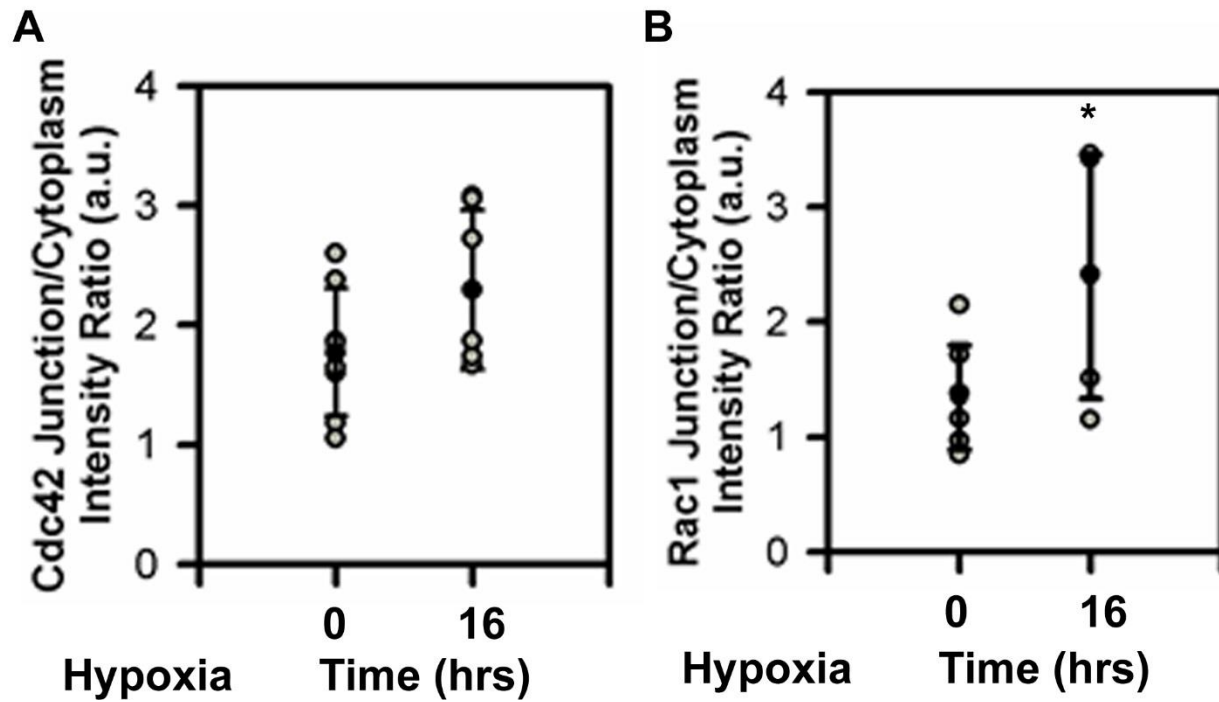 A
Cdc42 Junction/Cytoplasm
Intensity Ratio (a.u.)
4
3
2
1
0
0
16
Hypoxia
Time (hrs)
B
Rac1 Junction/Cytoplasm
Intensity Ratio (a.u.)
4
3
2
1
0
*
0
16
Hypoxia
Time (hrs)